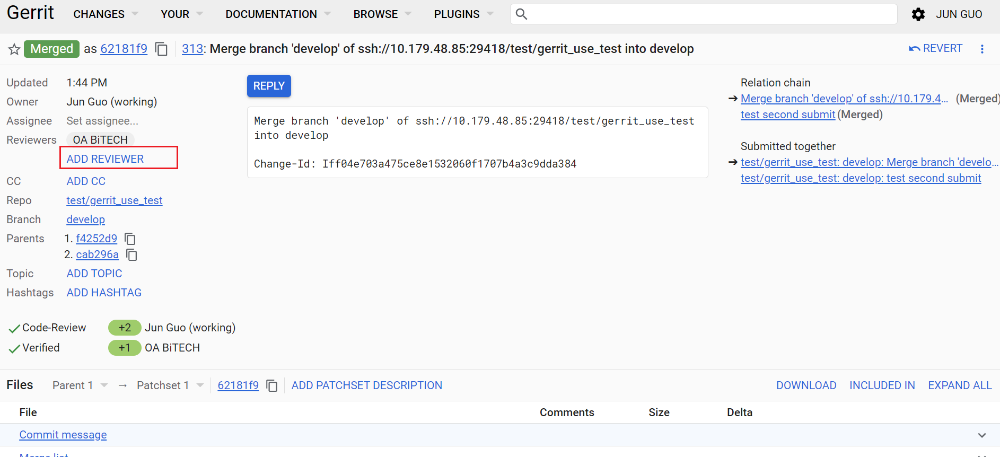 Gerrit CHANGES YOUR DOCUMENTATION BROWSE PLUGINS JUN GUO
Merged as 62181f9 313: Merge branch 'develop' of ssh://10.179.48.85:29418/test/gerrit_use_test into develop REVERT
Updated 1:44 PM
Owner Jun Guo (working)
Assignee Set assignee...
Reviewers OA BiTECH
ADD REVIEWER
CC ADD CC
Repo test/gerrit_use_test
Branch develop
Parents 1. f4252d9
2. cab296a
Topic ADD TOPIC
Hashtags ADD HASHTAG
Code-Review +2 Jun Guo (working)
Verified +1 OA BiTECH
REPLY
Merge branch 'develop' of ssh://10.179.48.85:29418/test/gerrit_use_test
into develop
Change-Id: Iff04e703a475ce8e1532060f1707b4a3c9dda384
Relation chain
➔ Merge branch 'develop' of ssh://10.179.4... (Merged)
test second submit (Merged)
Submitted together
➔ test/gerrit_use_test: develop: Merge branch 'develo...
test/gerrit_use_test: develop: test second submit
Files Parent 1 → Patchset 1 62181f9 ADD PATCHSET DESCRIPTION DOWNLOAD INCLUDED IN EXPAND ALL
File Comments Size Delta
Commit message
Merge list